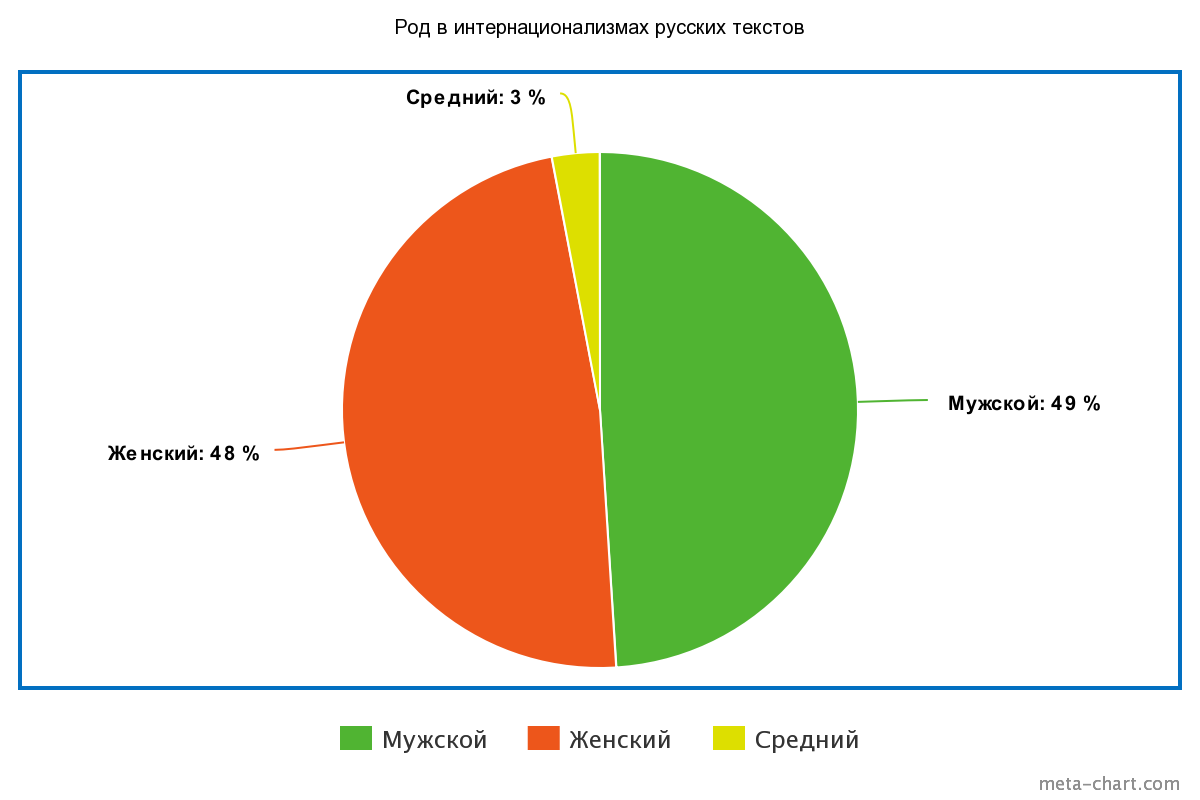 Род в интернационализмах русских текстов
Средний: 3 %
Мужской: 49 %
Женский: 48 %
Мужской Женский Средний
meta-chart.com